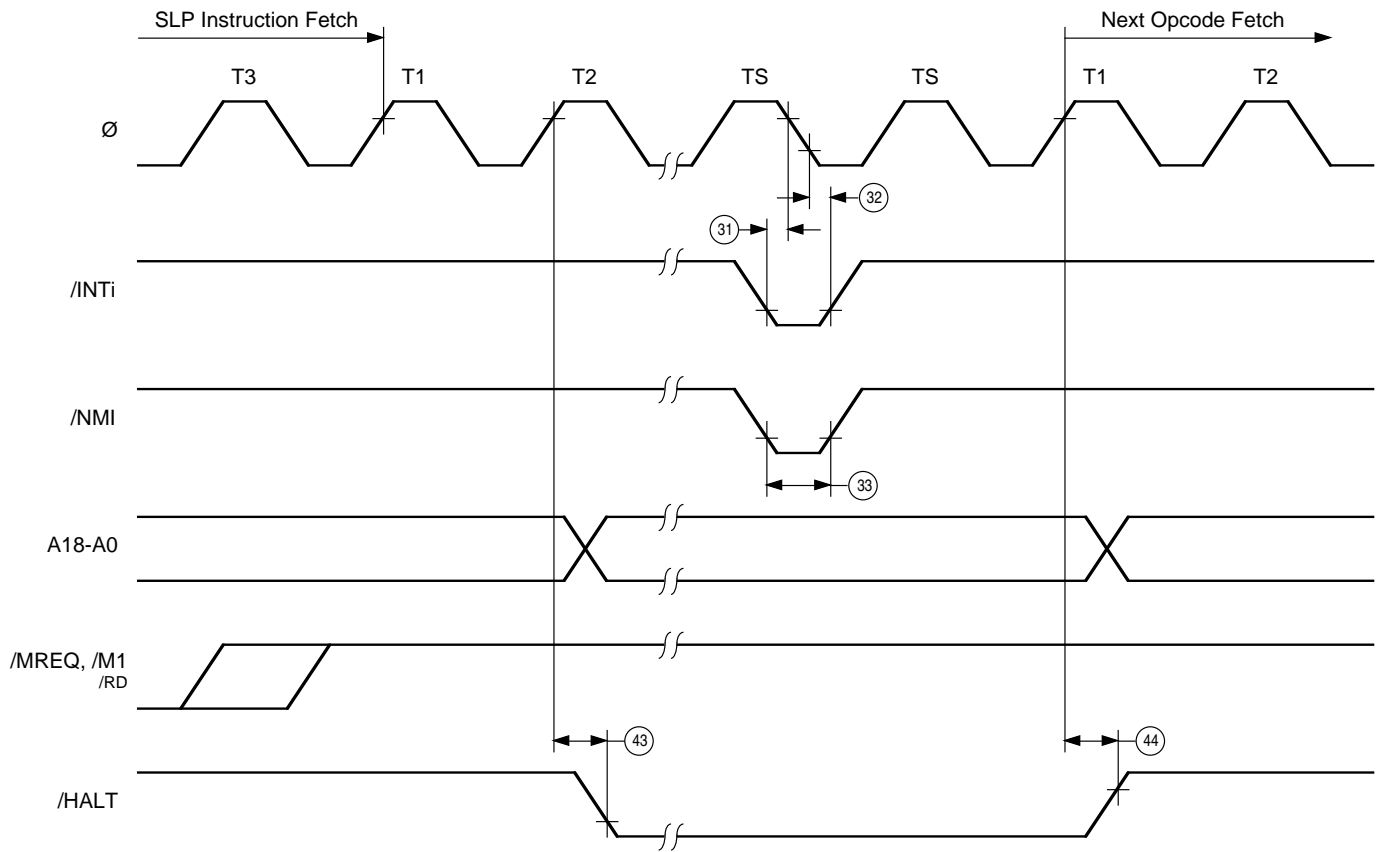 SLP Instruction Fetch
Next Opcode Fetch
T3
T1
T2
TS
TS
T1
T2
Ø
32
31
/INTi
/NMI
33
A18-A0
/MREQ, /M1
/RD
43
44
/HALT